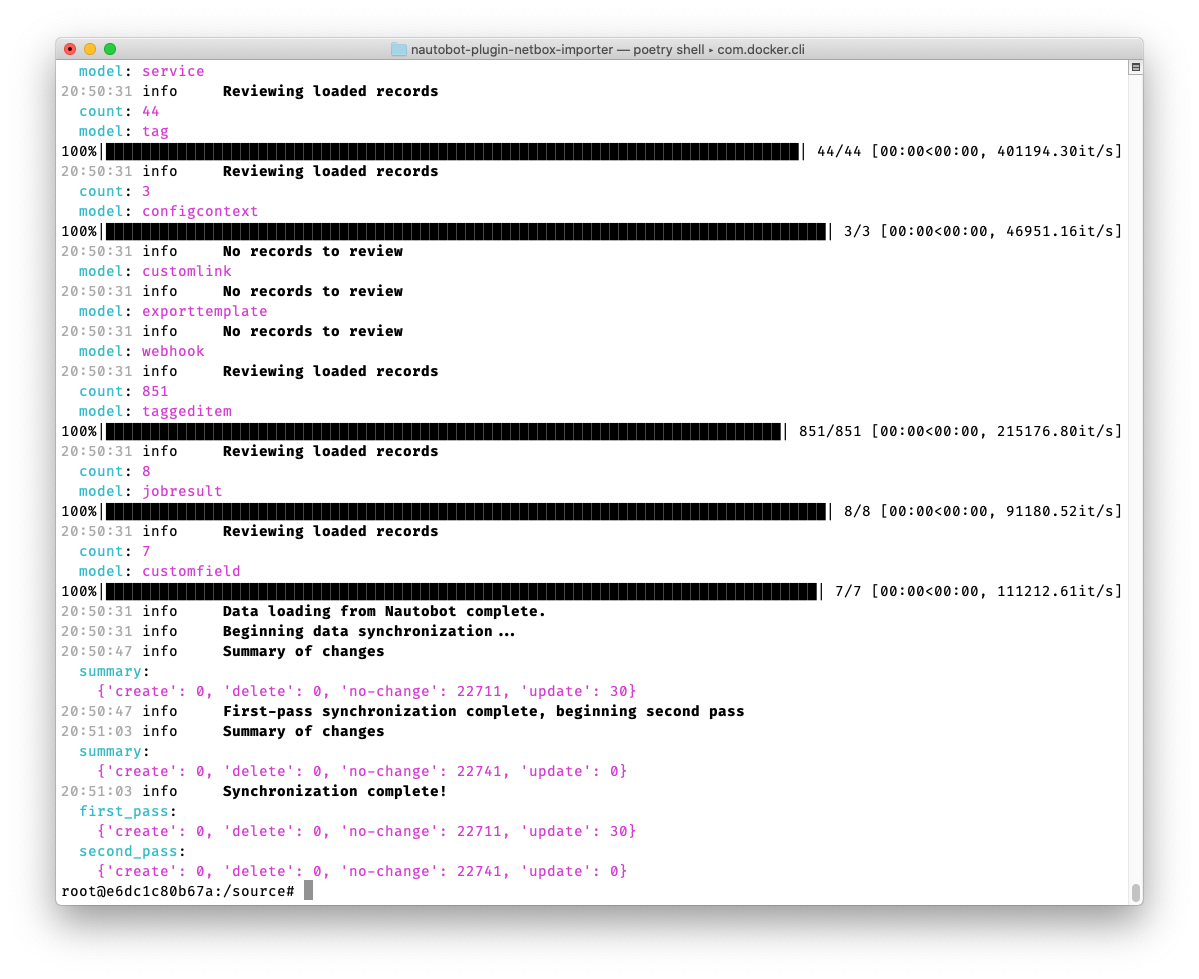 nautobot-plugin-netbox-importer — poetry shell ▸ com.docker.cli
model: service
20:50:31 info     Reviewing loaded records
count: 44
model: tag
100%| | 44/44 [00:00<00:00, 401194.30it/s]
20:50:31 info     Reviewing loaded records
count: 3
model: configcontext
100%| | 3/3 [00:00<00:00, 46951.16it/s]
20:50:31 info     No records to review
model: customlink
20:50:31 info     No records to review
model: exporttemplate
20:50:31 info     No records to review
model: webhook
20:50:31 info     Reviewing loaded records
count: 851
model: taggeditem
100%| | 851/851 [00:00<00:00, 215176.80it/s]
20:50:31 info     Reviewing loaded records
count: 8
model: jobresult
100%| | 8/8 [00:00<00:00, 91180.52it/s]
20:50:31 info     Reviewing loaded records
count: 7
model: customfield
100%| | 7/7 [00:00<00:00, 111212.61it/s]
20:50:31 info     Data loading from Nautobot complete.
20:50:31 info     Beginning data synchronization...
20:50:47 info     Summary of changes
summary:
{'create': 0, 'delete': 0, 'no-change': 22711, 'update': 30}
20:50:47 info     First-pass synchronization complete, beginning second pass
20:51:03 info     Summary of changes
summary:
{'create': 0, 'delete': 0, 'no-change': 22741, 'update': 0}
20:51:03 info     Synchronization complete!
first_pass:
{'create': 0, 'delete': 0, 'no-change': 22711, 'update': 30}
second_pass:
{'create': 0, 'delete': 0, 'no-change': 22741, 'update': 0}
root@e6dc1c80b67a:/source#